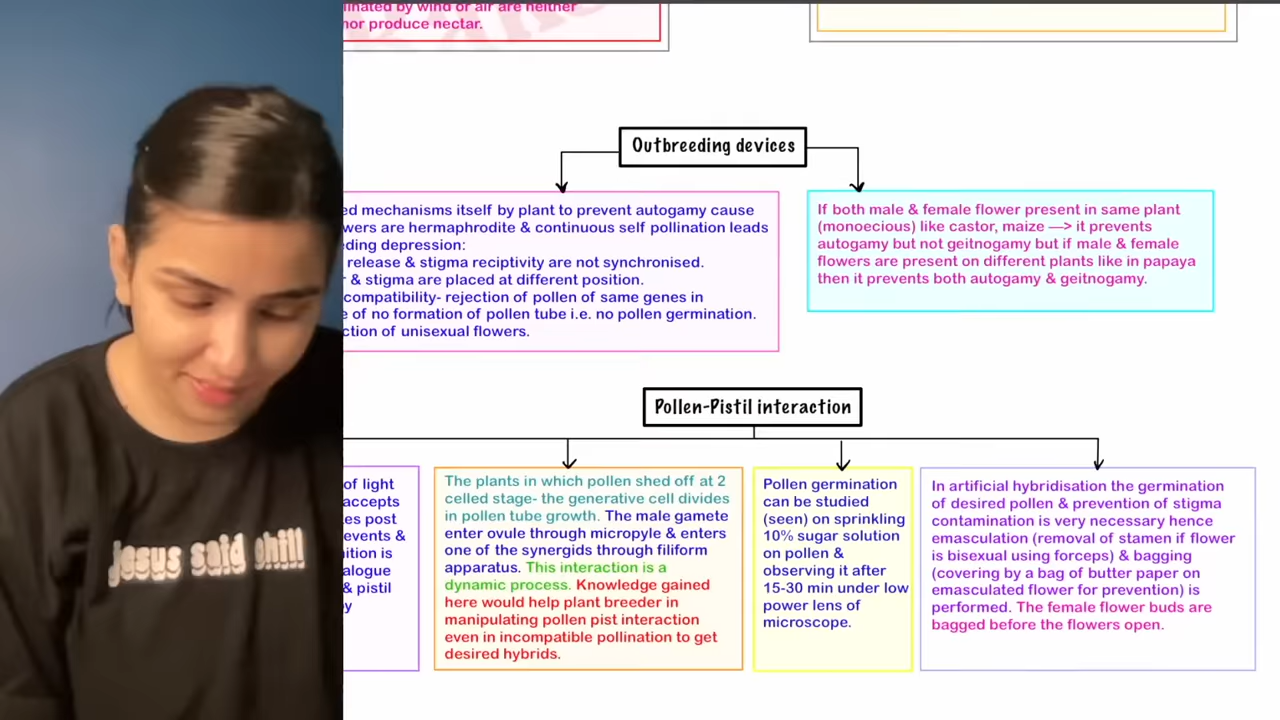 by wind or air are neither
nor produce nectar.
Outbreeding devices
ed mechanisms itself by plant to prevent autogamy cause
wers are hermaphrodite & continuous self pollination leads
eding depression:
release & stigma reciptivity are not synchronised.
& stigma are placed at different position.
compatibility- rejection of pollen of same genes in
e of no formation of pollen tube i.e. no pollen germination.
ction of unisexual flowers.
If both male & female flower present in same plant
(monoecious) like castor, maize —> it prevents
autogamy but not geitnogamy but if male & female
flowers are present on different plants like in papaya
then it prevents both autogamy & geitnogamy.
Pollen-Pistil interaction
of light
accepts
es post
events &
nition is
alogue
& pistil
y
The plants in which pollen shed off at 2
celled stage- the generative cell divides
in pollen tube growth. The male gamete
enter ovule through micropyle & enters
one of the synergids through filiform
apparatus. This interaction is a
dynamic process. Knowledge gained
here would help plant breeder in
manipulating pollen pist interaction
even in incompatible pollination to get
desired hybrids.
Pollen germination
can be studied
(seen) on sprinkling
10% sugar solution
on pollen &
observing it after
15-30 min under low
power lens of
microscope.
In artificial hybridisation the germination
of desired pollen & prevention of stigma
contamination is very necessary hence
emasculation (removal of stamen if flower
is bisexual using forceps) & bagging
(covering by a bag of butter paper on
emasculated flower for prevention) is
performed. The female flower buds are
bagged before the flowers open.
jesus said chill